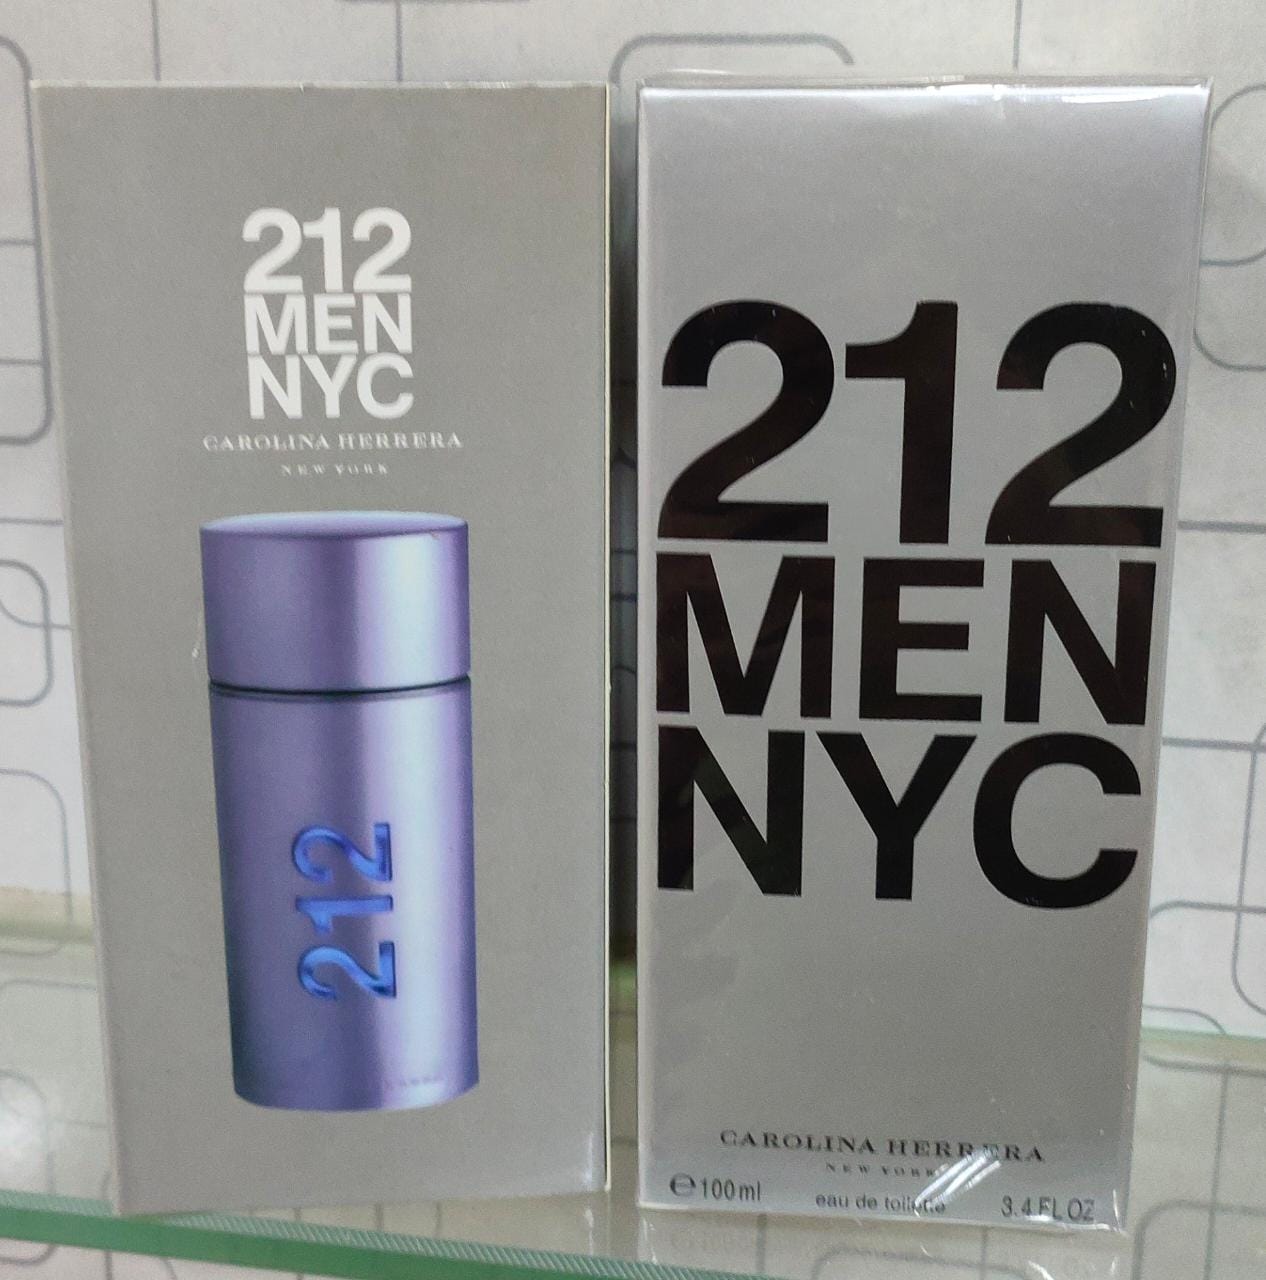 212
MEN
NYC
CAROLINA HERRERA
NEW YORK
212
212
MEN
NYC
CAROLINA HERRERA
NEW YORK
℮100ml eau de toilette 3.4 FL OZ